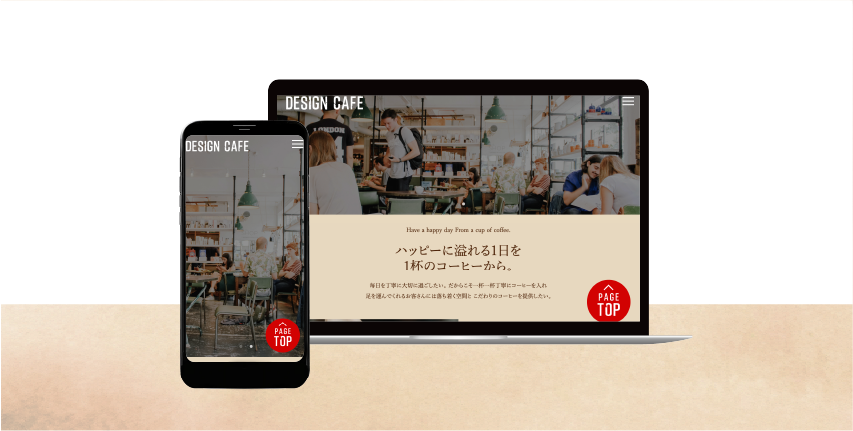 DESIGN CAFE
LONDON
Have a happy day From a cup of coffee.
ハッピーに溢れる1日を
1杯のコーヒーから。
毎日を丁寧に大切に過ごしたい。だからこそ一杯一杯丁寧にコーヒーを入れ
足を運んでくれるお客さんには落ち着く空間と こだわりのコーヒーを提供したい。
PAGE
TOP
DESIGN CAFE
PAGE
TOP